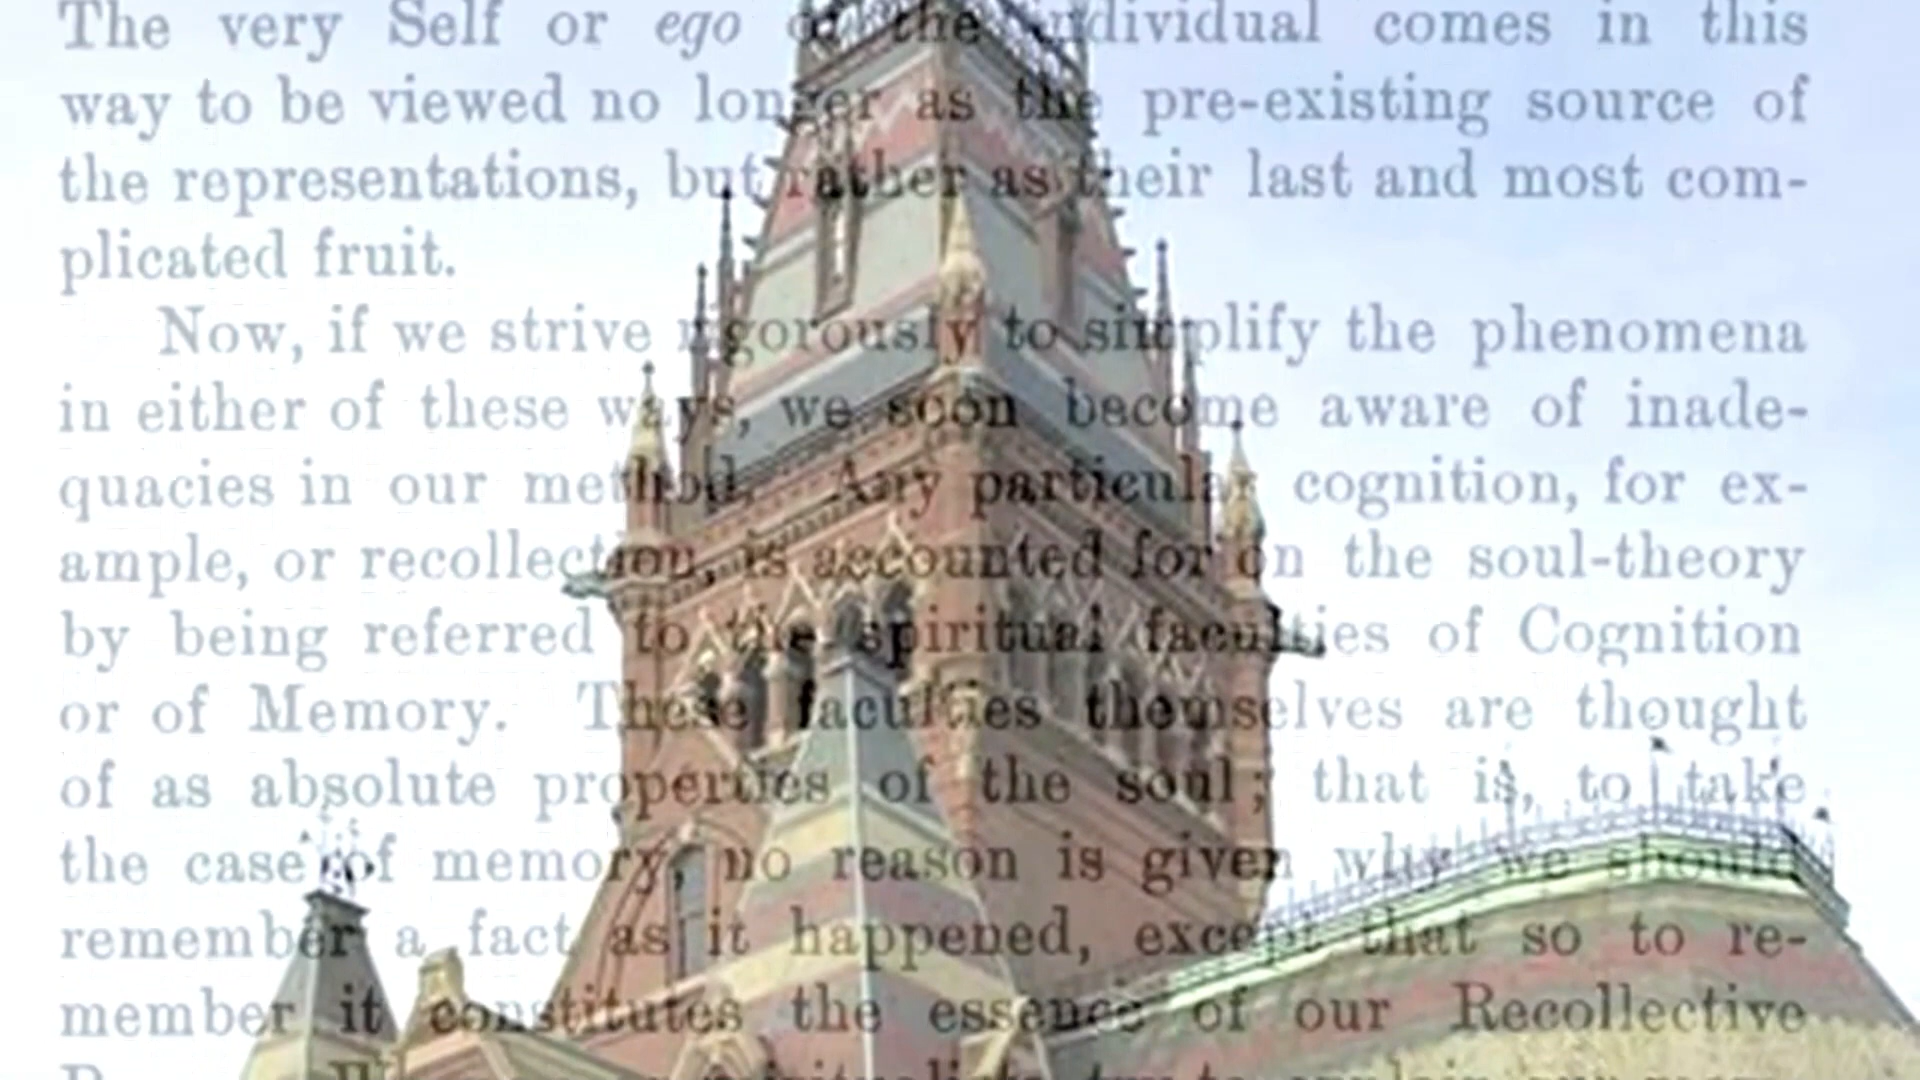 The very Self or ego of the individual comes in this
way to be viewed no longer as the pre-existing source of
the representations, but rather as their last and most com-
plicated fruit.
Now, if we strive rigorously to simplify the phenomena
in either of these ways, we soon become aware of inade-
quacies in our method. Any particular cognition, for ex-
ample, or recollection, is accounted for on the soul-theory
by being referred to the spiritual faculties of Cognition
or of Memory. These faculties themselves are thought
of as absolute properties of the soul; that is, to take
the case of memory, no reason is given why we should
remember a fact as it happened, except that so to re-
member it constitutes the essence of our Recollective